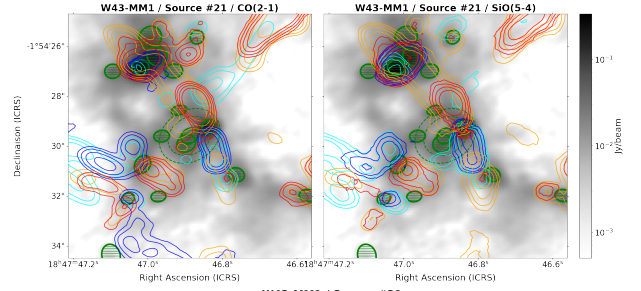 W43-MM1 / Source #21 / CO(2-1)
W43-MM1 / Source #21 / SiO(5-4)
-1°54'26"
28"
30"
32"
34"
Declinaison (ICRS)
18ʰ47ᵐ47.2ˢ 47.0ˢ 46.8ˢ 46.6ˢ
18ʰ47ᵐ47.2ˢ 47.0ˢ 46.8ˢ 46.6ˢ
Right Ascension (ICRS)
Right Ascension (ICRS)
10⁻¹
10⁻²
10⁻³
Jy/beam